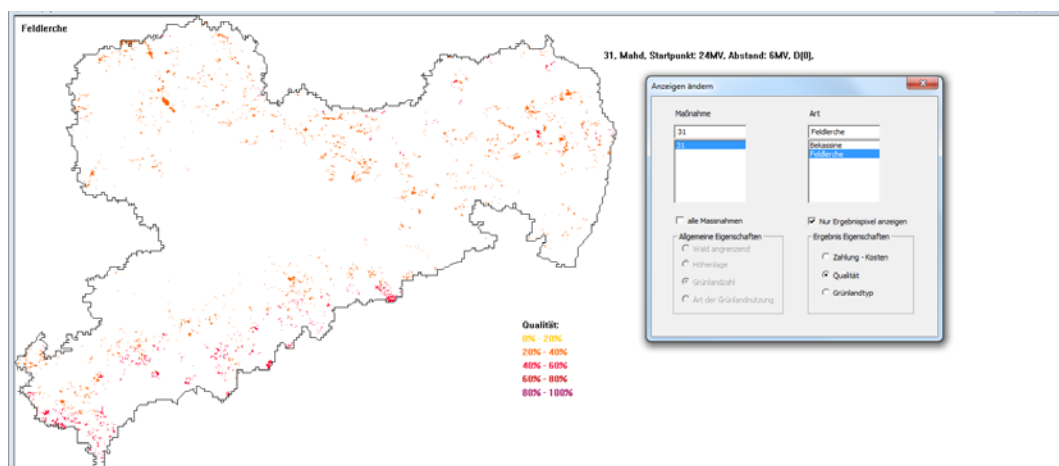 Feldlerche
31, Mahd, Startpunkt: 24MV, Abstand: 6MV, D[0],
Anzeigen ändern
Maßnahme
Art
31
Feldlerche
31
Bekassine
Feldlerche
alle Massnahmen
Nur Ergebnispixel anzeigen
Allgemeine Eigenschaften
Ergebnis Eigenschaften
Wald angrenzend
Zahlung - Kosten
Höhenlage
Qualität
Grünlandzahl
Grünlandtyp
Art der Grünlandnutzung
Qualität:
0% - 20%
20% - 40%
40% - 60%
60% - 80%
80% - 100%